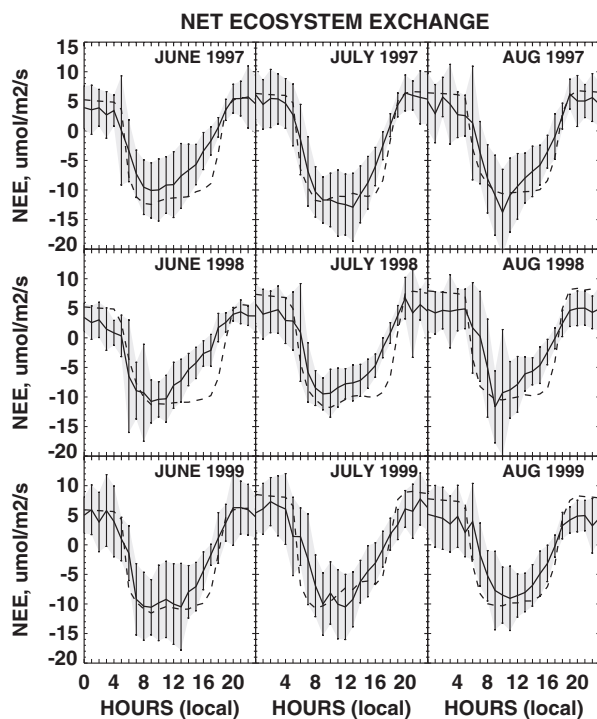 NET ECOSYSTEM EXCHANGE
JUNE 1997
JULY 1997
AUG 1997
NEE, umol/m2/s
15
10
5
0
-5
-10
-15
-20
JUNE 1998
JULY 1998
AUG 1998
NEE, umol/m2/s
10
5
0
-5
-10
-15
-20
JUNE 1999
JULY 1999
AUG 1999
NEE, umol/m2/s
10
5
0
-5
-10
-15
-20
0 4 8 12 16 20
4 8 12 16 20
4 8 12 16 20
HOURS (local)
HOURS (local)
HOURS (local)